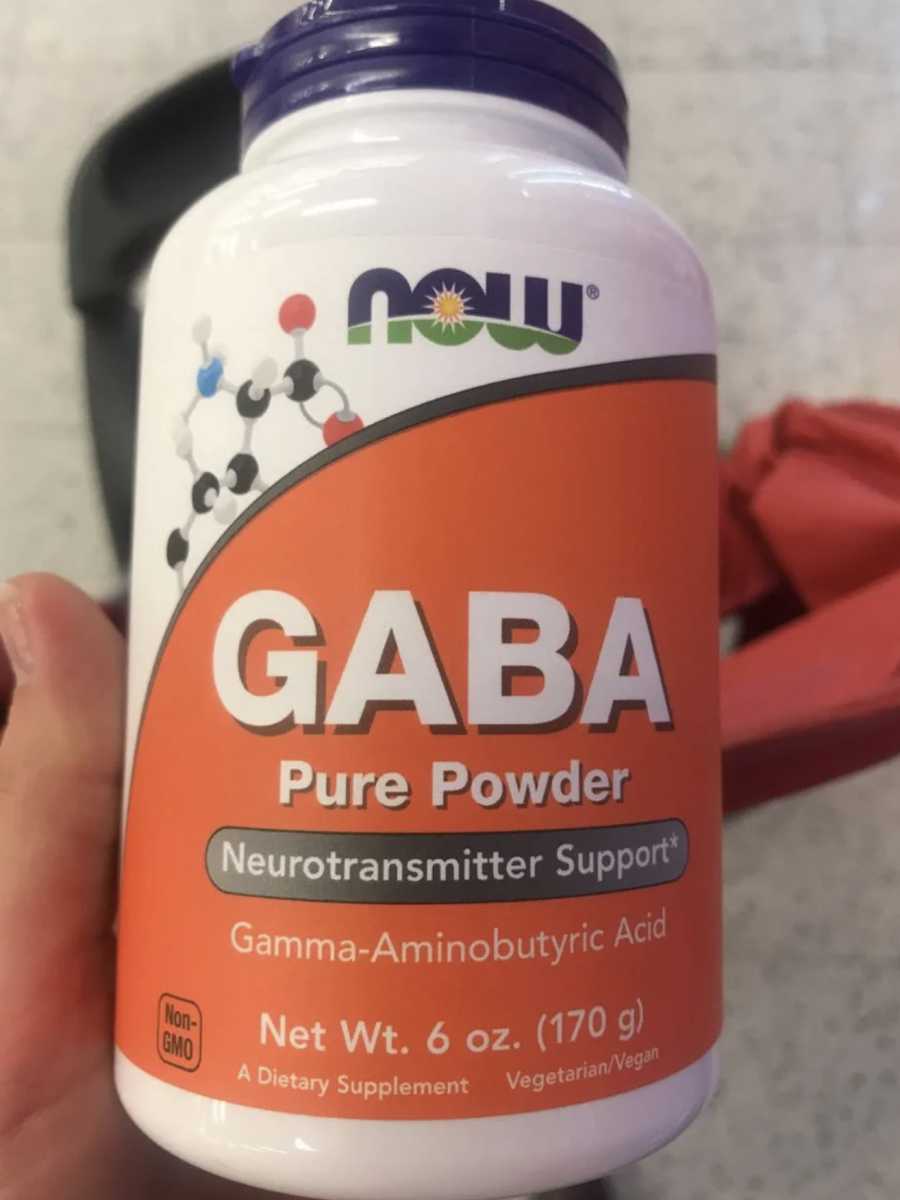 NOW®
GABA
Pure Powder
Neurotransmitter Support*
Gamma-Aminobutyric Acid
Non-
GMO
Net Wt. 6 oz. (170 g)
A Dietary Supplement Vegetarian/Vegan